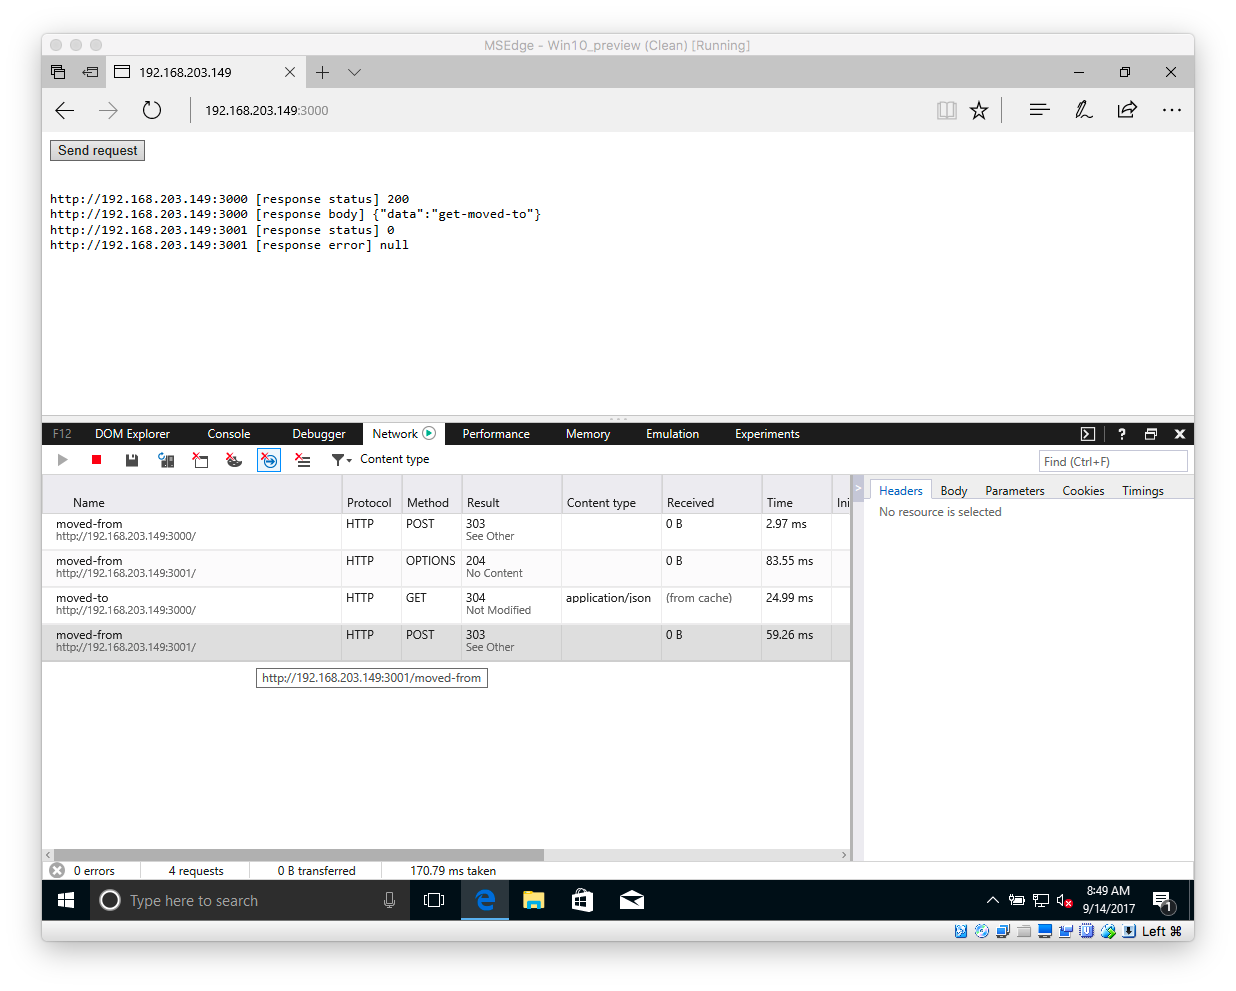 MSEdge - Win10_preview (Clean) [Running]
192.168.203.149
192.168.203.149:3000
Send request
http://192.168.203.149:3000 [response status] 200
http://192.168.203.149:3000 [response body] {"data":"get-moved-to"}
http://192.168.203.149:3001 [response status] 0
http://192.168.203.149:3001 [response error] null
F12 DOM Explorer Console Debugger Network Performance Memory Emulation Experiments ?
Content type
Find (Ctrl+F)
Name Protocol Method Result Content type Received Time Ini
Headers Body Parameters Cookies Timings
No resource is selected
moved-from HTTP POST 303 0 B 2.97 ms
http://192.168.203.149:3000/ See Other
moved-from HTTP OPTIONS 204 0 B 83.55 ms
http://192.168.203.149:3001/ No Content
moved-to HTTP GET 304 application/json (from cache) 24.99 ms
http://192.168.203.149:3000/ Not Modified
moved-from HTTP POST 303 0 B 59.26 ms
http://192.168.203.149:3001/ See Other
http://192.168.203.149:3001/moved-from
0 errors 4 requests 0 B transferred 170.79 ms taken
Type here to search
8:49 AM
9/14/2017
1
Left ⌘